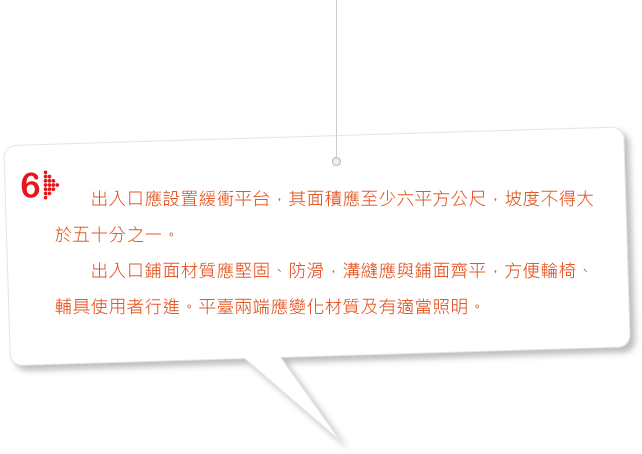 6
出入口應設置緩衝平台，其面積應至少六平方公尺，坡度不得大
於五十分之一。
出入口鋪面材質應堅固、防滑，溝縫應與鋪面齊平，方便輪椅、
輔具使用者行進。平臺兩端應變化材質及有適當照明。